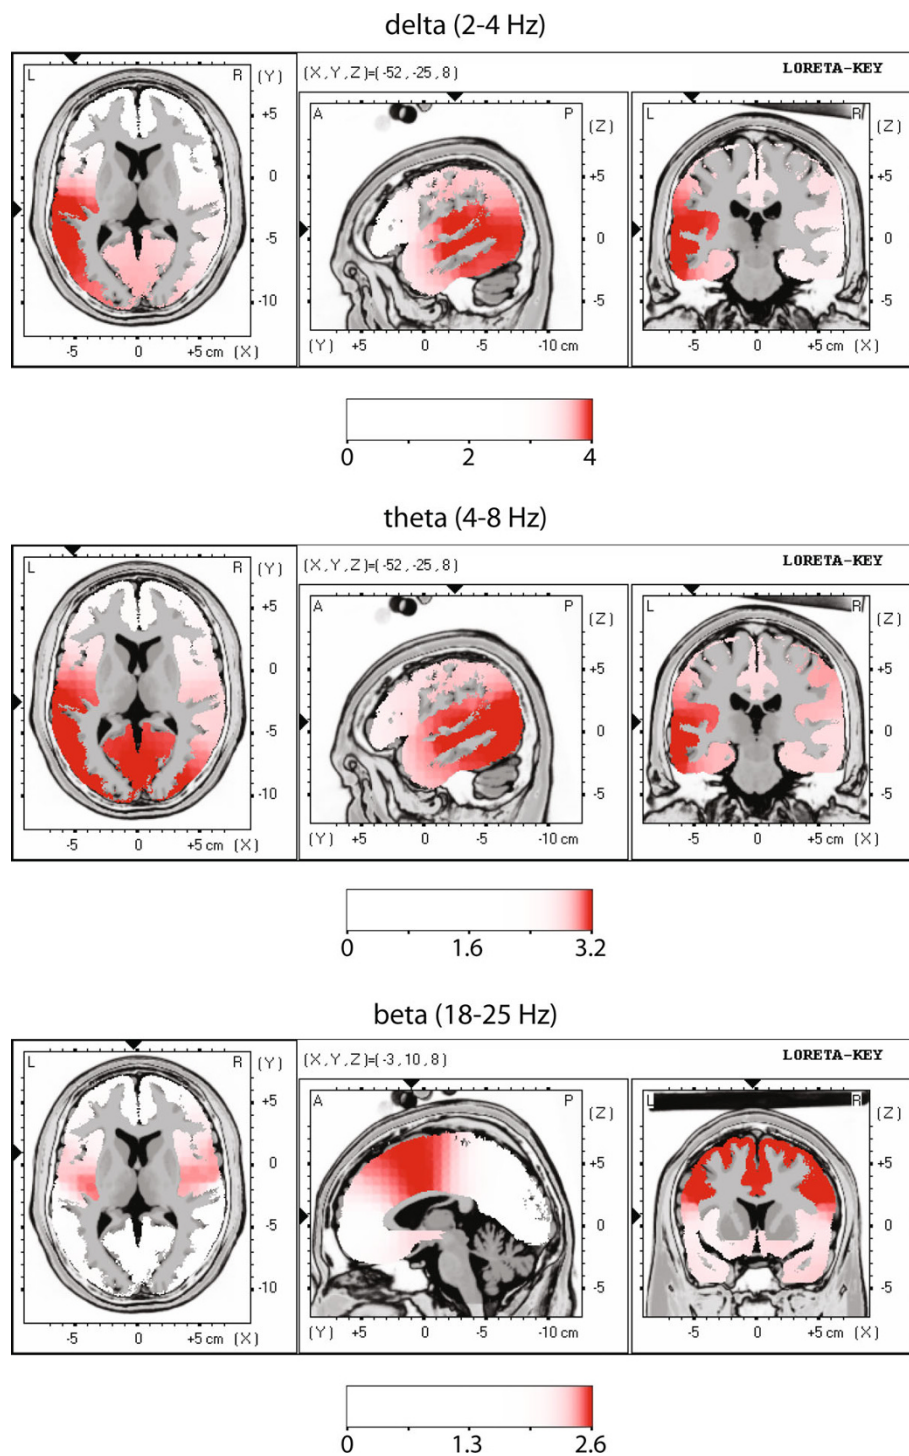 delta (2-4 Hz)
L R (Y) (X,Y,Z)=(-52,-25,8) LORETA-KEY
A P (Z) L R (Z)
+5 0 -5 -10
+5 0 -5
+5 0 -5
-5 0 +5 cm (X) (Y) +5 0 -5 -10 cm -5 0 +5 cm (X)
0 2 4
theta (4-8 Hz)
L R (Y) (X,Y,Z)=(-52,-25,8) LORETA-KEY
A P (Z) L R (Z)
+5 0 -5 -10
+5 0 -5
+5 0 -5
-5 0 +5 cm (X) (Y) +5 0 -5 -10 cm -5 0 +5 cm (X)
0 1.6 3.2
beta (18-25 Hz)
L R (Y) (X,Y,Z)=(-3,10,8) LORETA-KEY
A P (Z) L R (Z)
+5 0 -5 -10
+5 0 -5
+5 0 -5
-5 0 +5 cm (X) (Y) +5 0 -5 -10 cm -5 0 +5 cm (X)
0 1.3 2.6